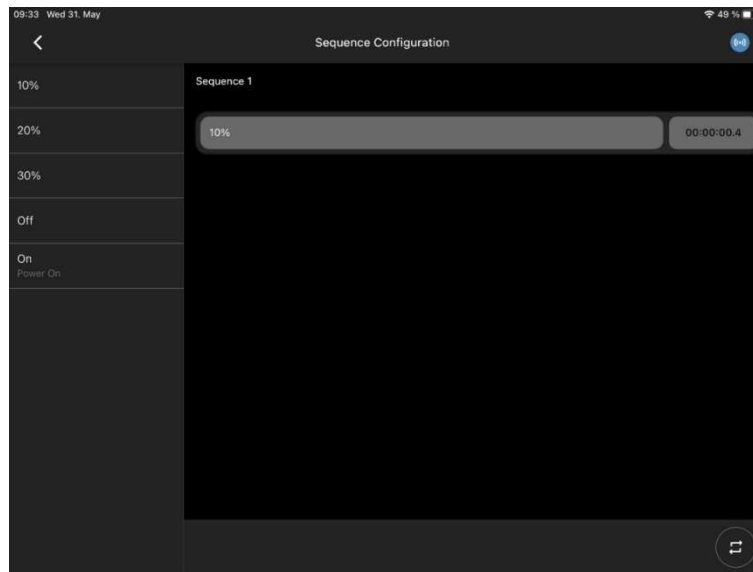 09:33 Wed 31. May
49 %
Sequence Configuration
10%
20%
30%
Off
On
Power On
Sequence 1
10%
00:00:00.4